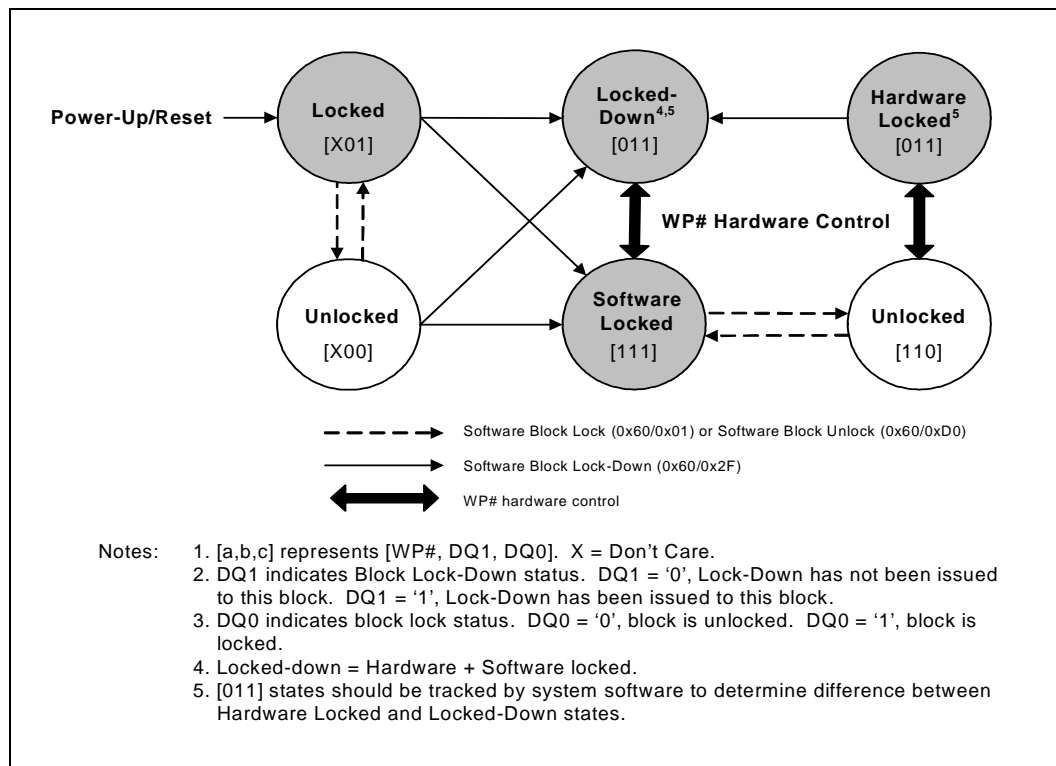 Power-Up/Reset
Locked
[X01]
Locked-
Down4,5
[011]
Hardware
Locked5
[011]
WP# Hardware Control
Unlocked
[X00]
Software
Locked
[111]
Unlocked
[110]
Software Block Lock (0x60/0x01) or Software Block Unlock (0x60/0xD0)
Software Block Lock-Down (0x60/0x2F)
WP# hardware control
Notes: 1. [a,b,c] represents [WP#, DQ1, DQ0]. X = Don't Care.
2. DQ1 indicates Block Lock-Down status. DQ1 = ‘0’, Lock-Down has not been issued
to this block. DQ1 = ‘1’, Lock-Down has been issued to this block.
3. DQ0 indicates block lock status. DQ0 = ‘0’, block is unlocked. DQ0 = ‘1’, block is
locked.
4. Locked-down = Hardware + Software locked.
5. [011] states should be tracked by system software to determine difference between
Hardware Locked and Locked-Down states.